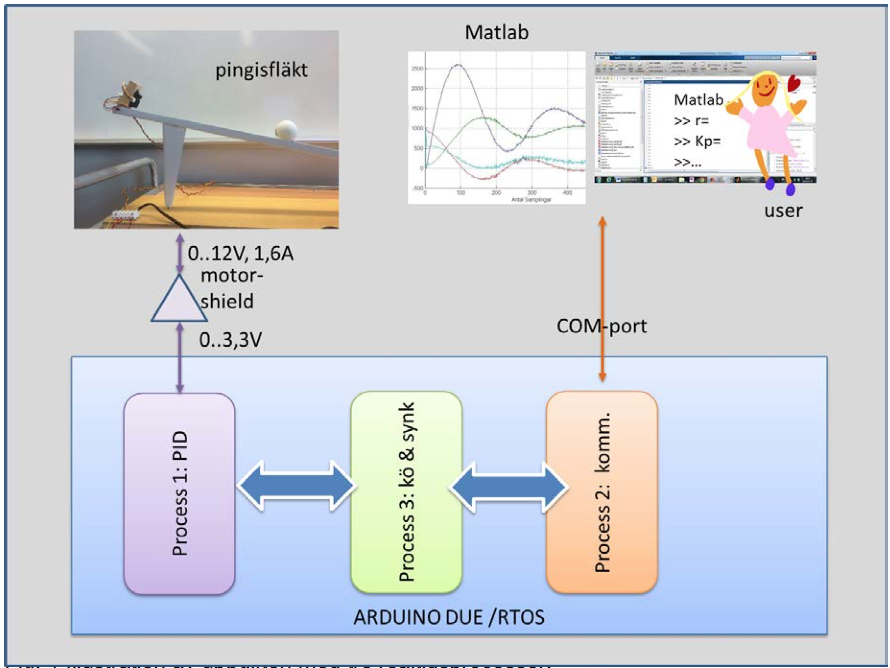 Matlab
pingisfläkt
2500
2000
1500
1000
500
0
-500
0
100
200
300
400
Antal Samplingar
Matlab
>> r=
>> Kp=
>>...
user
0..12V, 1,6A
motor-
shield
0..3,3V
COM-port
Process 1: PID
Process 3: kö & synk
Process 2: komm.
ARDUINO DUE /RTOS